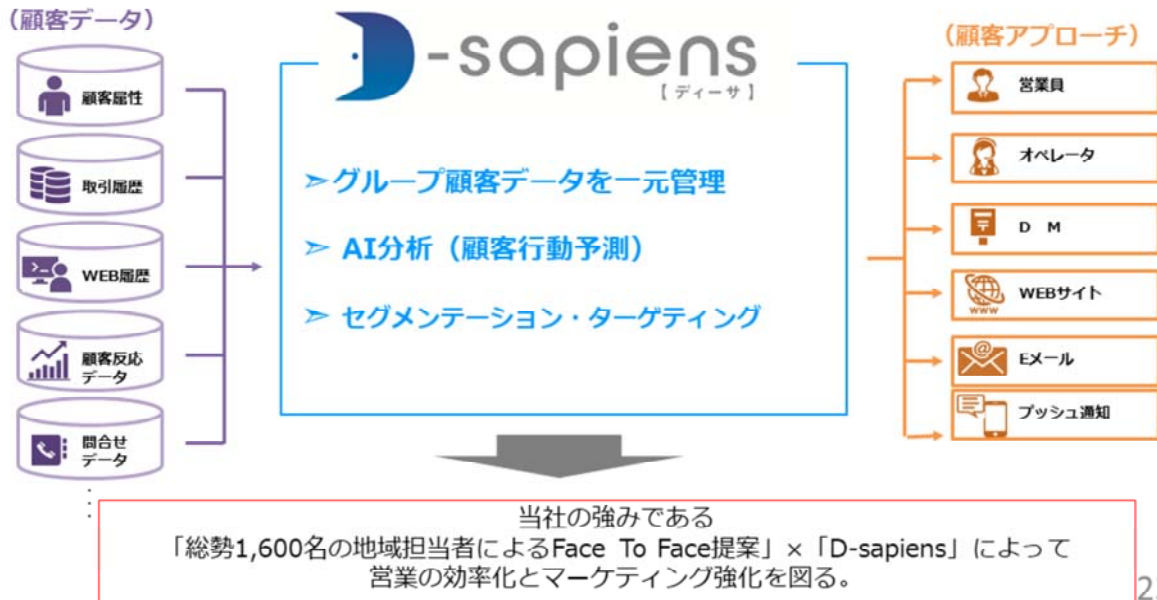 （顧客データ）
顧客属性
取引履歴
WEB履歴
顧客反応
データ
問合せ
データ
D-sapiens
【ディーサ】
➢グループ顧客データを一元管理
➢ AI分析（顧客行動予測）
➢ セグメンテーション・ターゲティング
（顧客アプローチ）
営業員
オペレータ
〒
D M
www
WEBサイト
@
Eメール
プッシュ通知
当社の強みである
「総勢1,600名の地域担当者によるFace To Face提案」×「D-sapiens」によって
営業の効率化とマーケティング強化を図る。